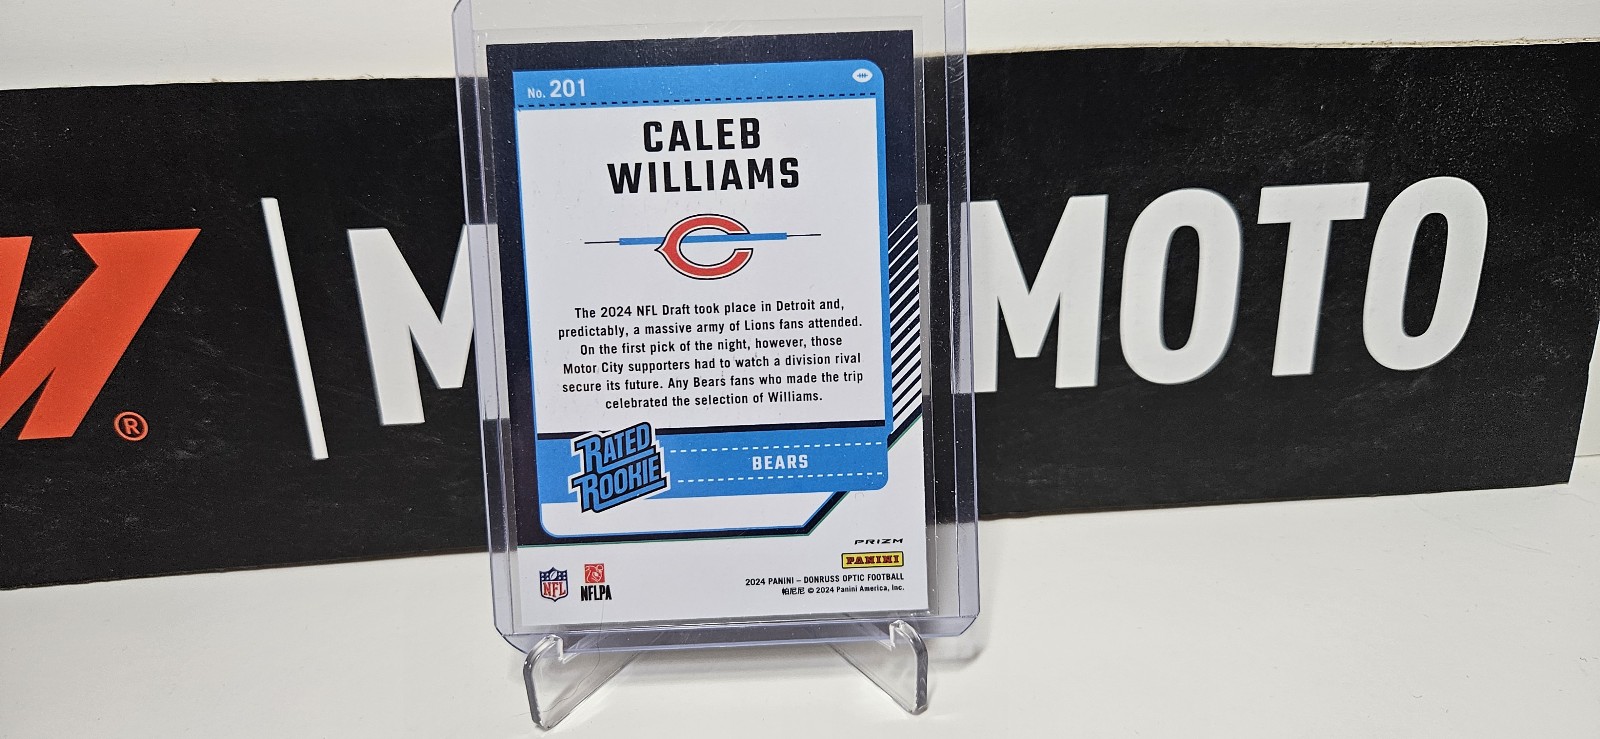 No. 201
CALEB
WILLIAMS
The 2024 NFL Draft took place in Detroit and,
predictably, a massive army of Lions fans attended.
On the first pick of the night, however, those
Motor City supporters had to watch a division rival
secure its future. Any Bears fans who made the trip
celebrated the selection of Williams.
RATED
ROOKIE
BEARS
PRIZM
PANINI
NFL
NFLPA
2024 PANINI – DONRUSS OPTIC FOOTBALL
帕尼尼 © 2024 Panini America, Inc.
®
MOTO